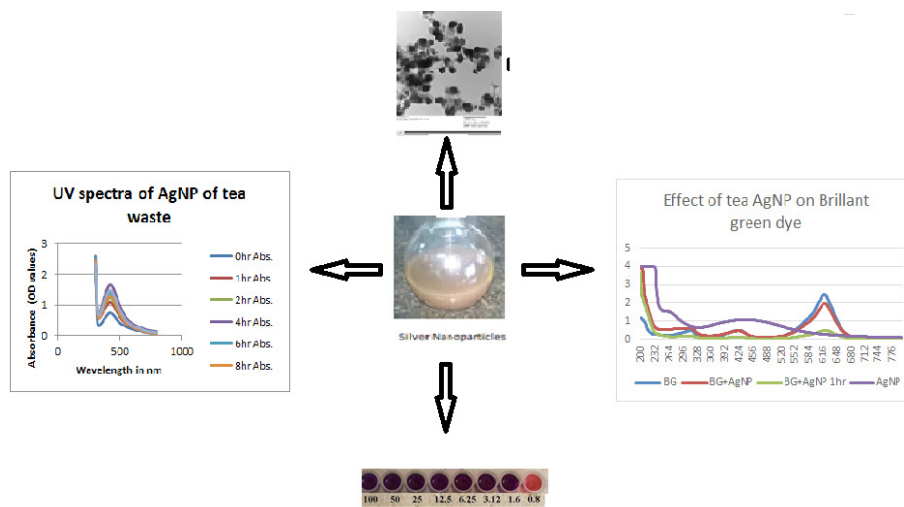 UV spectra of AgNP of tea
waste
Absorbance (OD values)
3
2
1
0
0
500
1000
Wavelength in nm
0hr Abs.
1hr Abs.
2hr Abs.
4hr Abs.
6hr Abs.
8hr Abs.
Silver Nanoparticles
Effect of tea AgNP on Brillant
green dye
5
4
3
2
1
0
200 232 264 296 328 360 392 424 456 488 520 552 584 616 648 680 712 744 776
BG BG+AgNP BG+AgNP 1hr AgNP
100 50 25 12.5 6.25 3.12 1.6 0.8